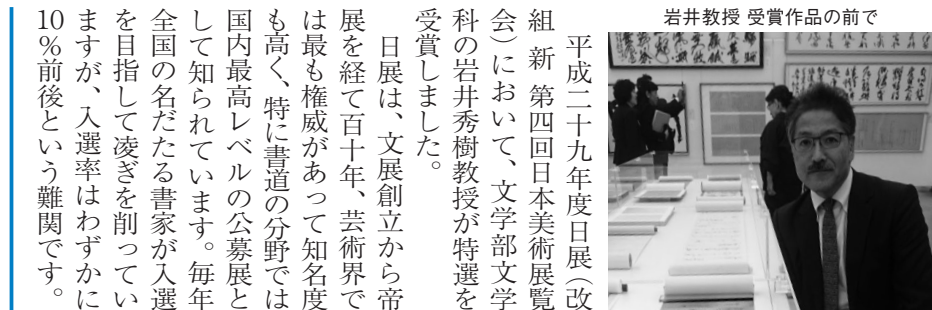 岩井教授 受賞作品の前で
平成二十九年度日展（改
組 新 第四回日本美術展覧
会）において、文学部文学
科の岩井秀樹教授が特選を
受賞しました。
日展は、文展創立から帝
展を経て百十年、芸術界で
は最も権威があって知名度
も高く、特に書道の分野では
国内最高レベルの公募展と
して知られています。毎年
全国の名だたる書家が入選
を目指して凌ぎを削ってい
ますが、入選率はわずかに
10％前後という難関です。